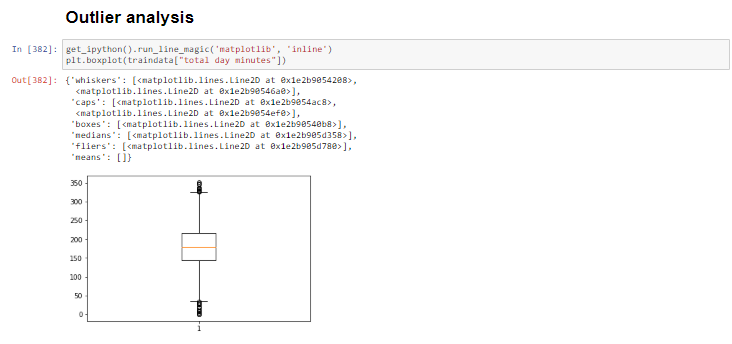 Outlier analysis
In [382]: get_ipython().run_line_magic('matplotlib', 'inline')
plt.boxplot(traindata["total day minutes"])
Out[382]: {'whiskers': [<matplotlib.lines.Line2D at 0x1e2b9054208>,
<matplotlib.lines.Line2D at 0x1e2b90546a0>],
'caps': [<matplotlib.lines.Line2D at 0x1e2b9054ac8>,
<matplotlib.lines.Line2D at 0x1e2b9054ef0>],
'boxes': [<matplotlib.lines.Line2D at 0x1e2b90540b8>],
'medians': [<matplotlib.lines.Line2D at 0x1e2b905d358>],
'fliers': [<matplotlib.lines.Line2D at 0x1e2b905d780>],
'means': []}
350
300
250
200
150
100
50
0
1